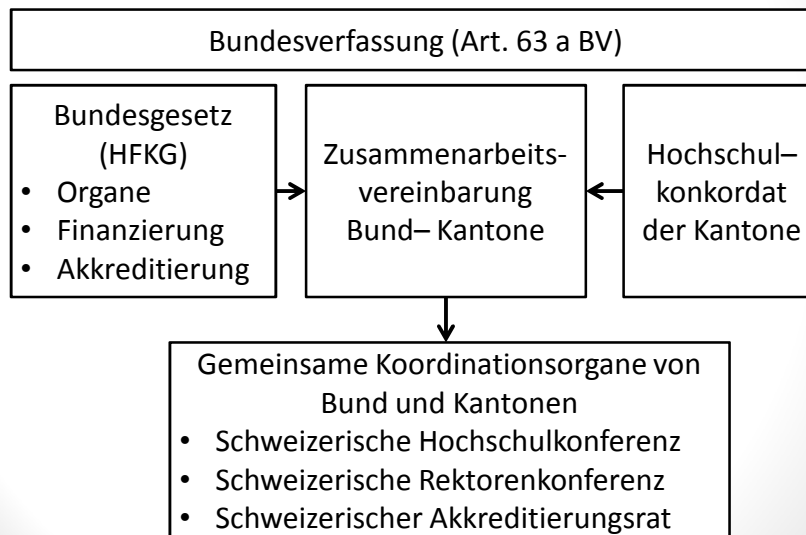 Bundesverfassung (Art. 63 a BV)
Bundesgesetz
(HFKG)
• Organe
• Finanzierung
• Akkreditierung
Zusammenarbeits-
vereinbarung
Bund– Kantone
Hochschul–
konkordat
der Kantone
Gemeinsame Koordinationsorgane von
Bund und Kantonen
• Schweizerische Hochschulkonferenz
• Schweizerische Rektorenkonferenz
• Schweizerischer Akkreditierungsrat